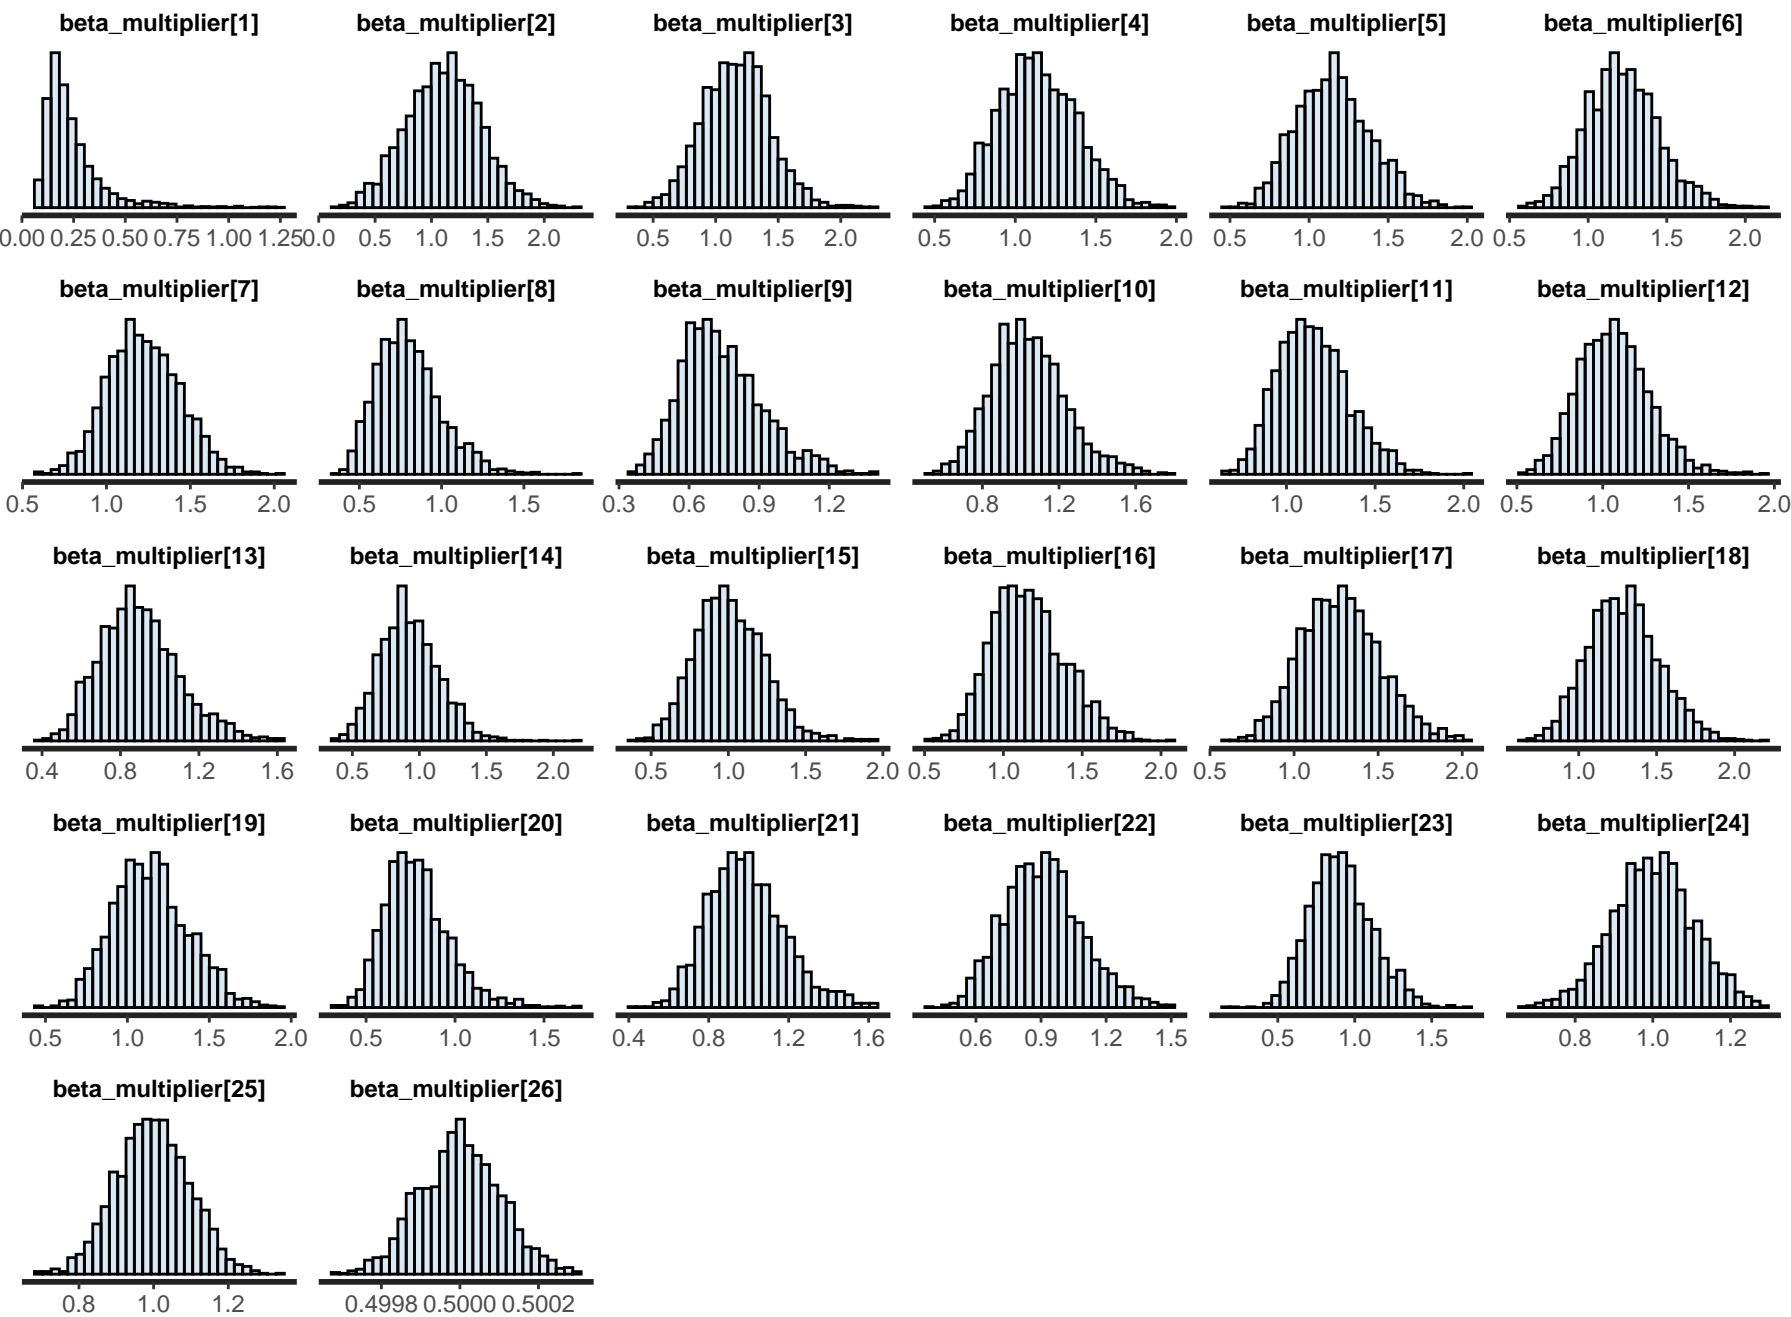 beta_multiplier[1] beta_multiplier[2] beta_multiplier[3] beta_multiplier[4] beta_multiplier[5] beta_multiplier[6]
0.00 0.25 0.50 0.75 1.00 1.25 0.0 0.5 1.0 1.5 2.0 0.5 1.0 1.5 2.0 0.5 1.0 1.5 2.0 0.5 1.0 1.5 2.0 0.5 1.0 1.5 2.0
beta_multiplier[7] beta_multiplier[8] beta_multiplier[9] beta_multiplier[10] beta_multiplier[11] beta_multiplier[12]
0.5 1.0 1.5 2.0 0.5 1.0 1.5 0.3 0.6 0.9 1.2 0.8 1.2 1.6 1.0 1.5 2.0 0.5 1.0 1.5 2.0
beta_multiplier[13] beta_multiplier[14] beta_multiplier[15] beta_multiplier[16] beta_multiplier[17] beta_multiplier[18]
0.4 0.8 1.2 1.6 0.5 1.0 1.5 2.0 0.5 1.0 1.5 2.0 0.5 1.0 1.5 2.0 0.5 1.0 1.5 2.0 1.0 1.5 2.0
beta_multiplier[19] beta_multiplier[20] beta_multiplier[21] beta_multiplier[22] beta_multiplier[23] beta_multiplier[24]
0.5 1.0 1.5 2.0 0.5 1.0 1.5 0.4 0.8 1.2 1.6 0.6 0.9 1.2 1.5 0.5 1.0 1.5 0.8 1.0 1.2
beta_multiplier[25] beta_multiplier[26]
0.8 1.0 1.2 0.4998 0.5000 0.5002